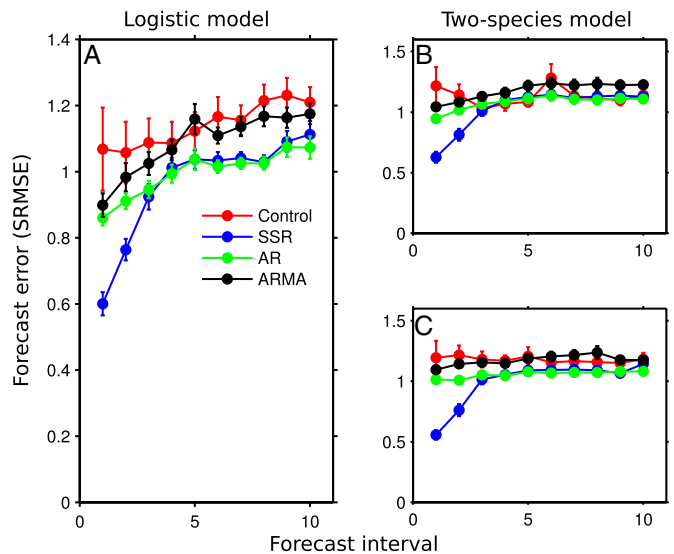 Logistic model
Two-species model
A
1.4
1.2
1
0.8
0.6
0.4
0.2
0
0
5
10
Control
SSR
AR
ARMA
B
1.5
1
0.5
0
0
5
10
C
1.5
1
0.5
0
0
5
10
Forecast error (SRMSE)
Forecast interval